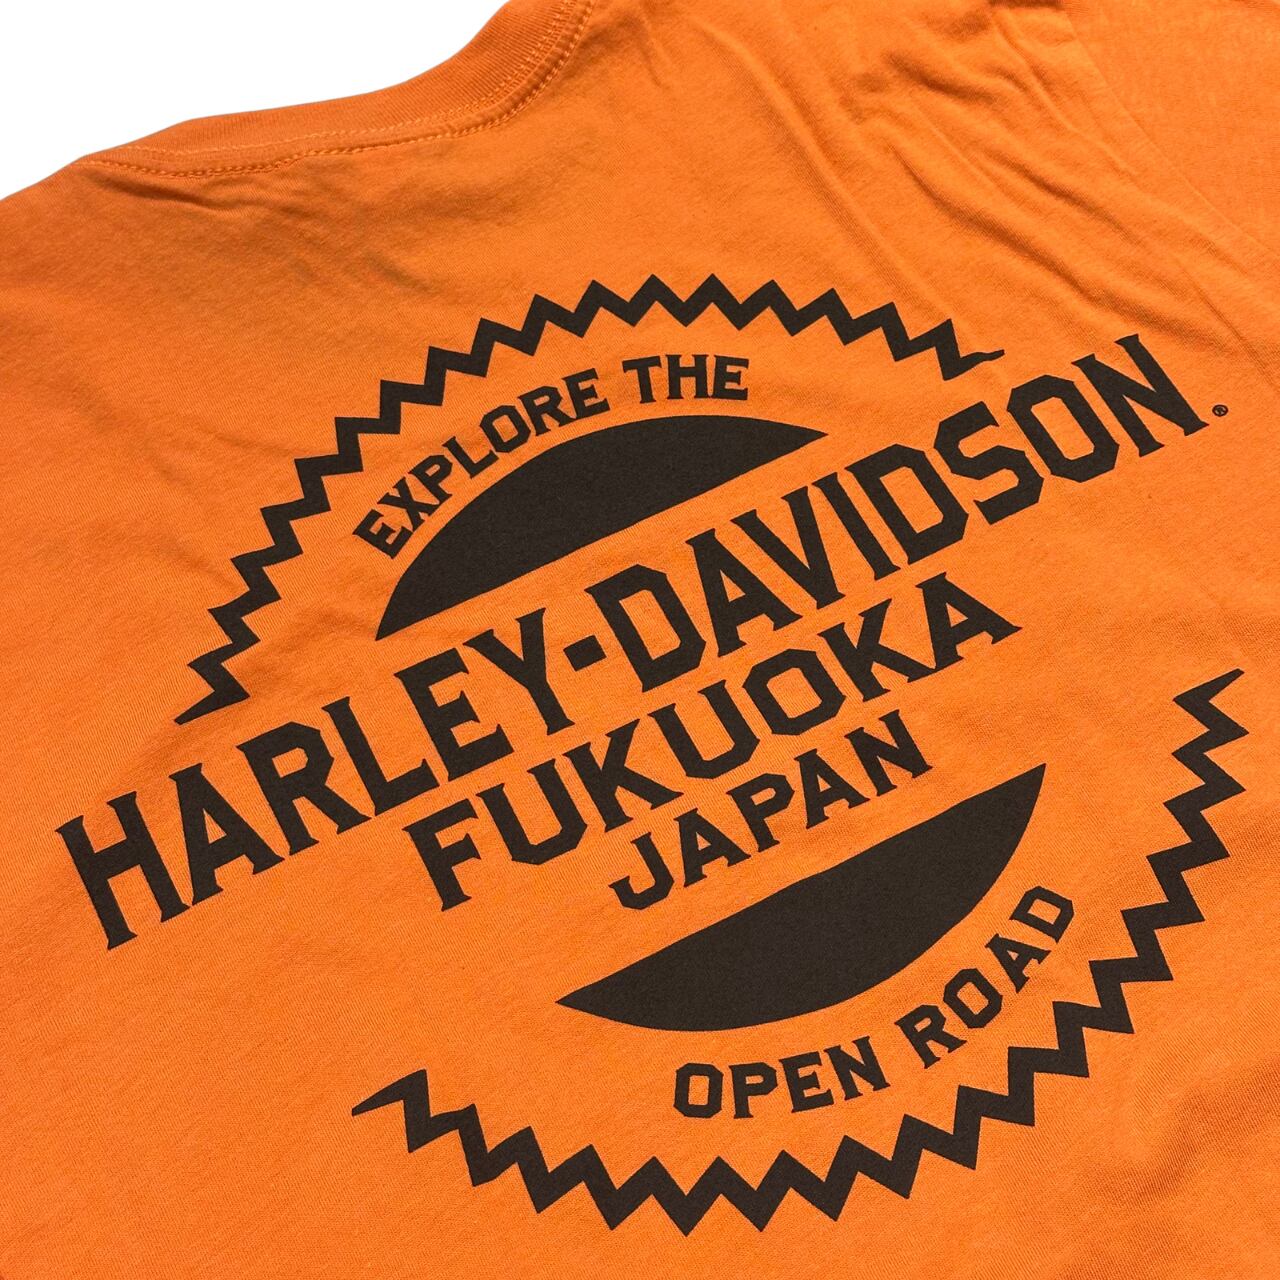 EXPLORE THE
HARLEY-DAVIDSON®
FUKUOKA
JAPAN
OPEN ROAD